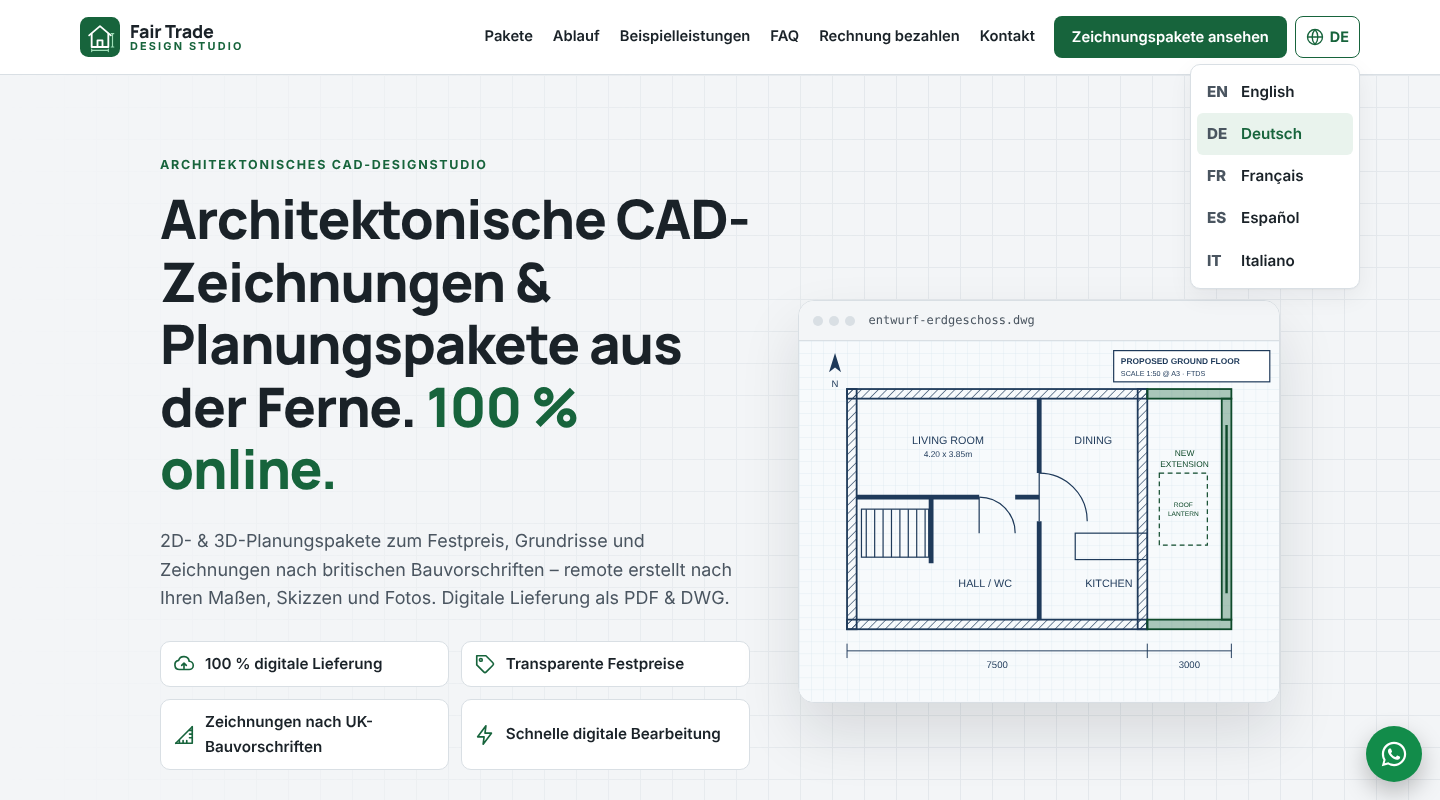 Fair Trade
DESIGN STUDIO
Pakete
Ablauf
Beispielleistungen
FAQ
Rechnung bezahlen
Kontakt
Zeichnungspakete ansehen
DE
EN English
DE Deutsch
FR Français
ES Español
IT Italiano
ARCHITEKTONISCHES CAD-DESIGNSTUDIO
Architektonische CAD-
Zeichnungen &
Planungspakete aus
der Ferne. 100 %
online.
2D- & 3D-Planungspakete zum Festpreis, Grundrisse und
Zeichnungen nach britischen Bauvorschriften – remote erstellt nach
Ihren Maßen, Skizzen und Fotos. Digitale Lieferung als PDF & DWG.
100 % digitale Lieferung
Transparente Festpreise
Zeichnungen nach UK-
Bauvorschriften
Schnelle digitale Bearbeitung
entwurf-erdgeschoss.dwg
N
PROPOSED GROUND FLOOR
SCALE 1:50 @ A3 · FTDS
LIVING ROOM
4.20 x 3.85m
DINING
NEW
EXTENSION
ROOF
LANTERN
HALL / WC
KITCHEN
7500
3000